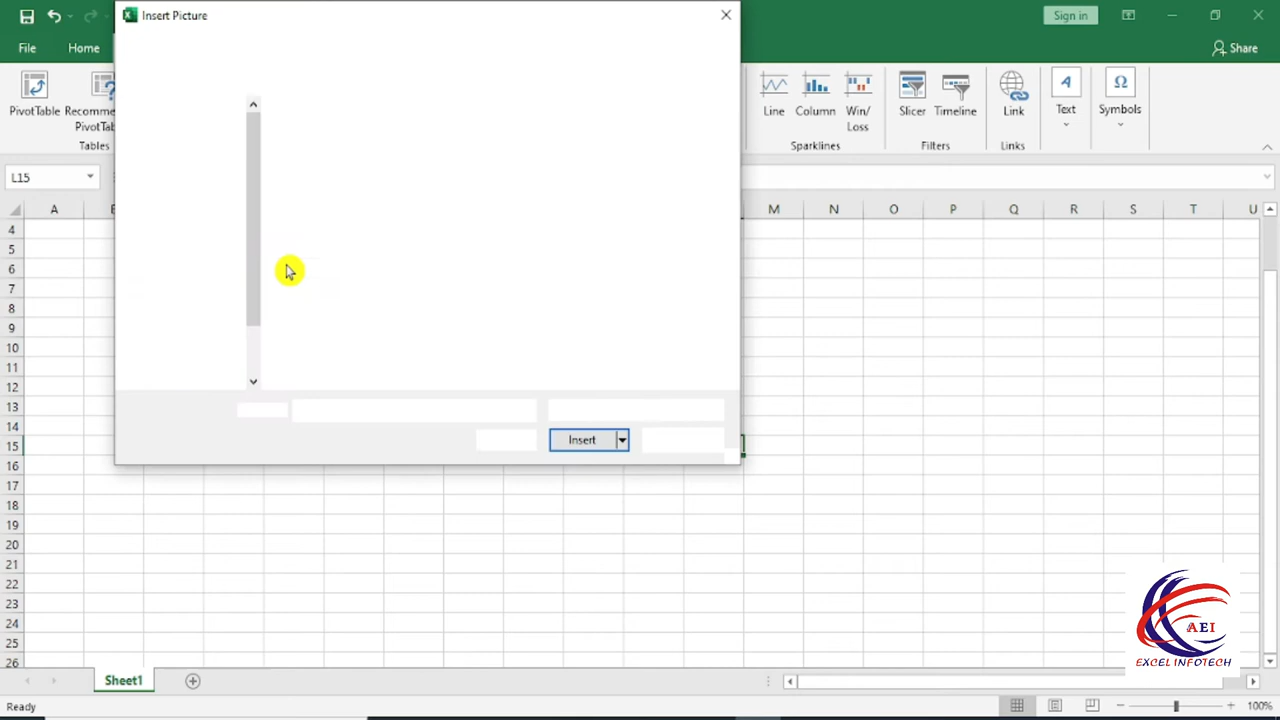 Insert Picture
Sign in
File
Home
Share
PivotTable
Recomme
PivotTab
Tables
Line
Column
Win/
Loss
Sparklines
Slicer
Timeline
Filters
Link
Links
Text
Symbols
Ω
A
L15
A M N O P Q R S T U
4
5
6
7
8
9
10
11
12
13
14
15
16
17
18
19
20
21
22
23
24
25
26
Insert
AEI
EXCEL INFOTECH
Sheet1
Ready
100%